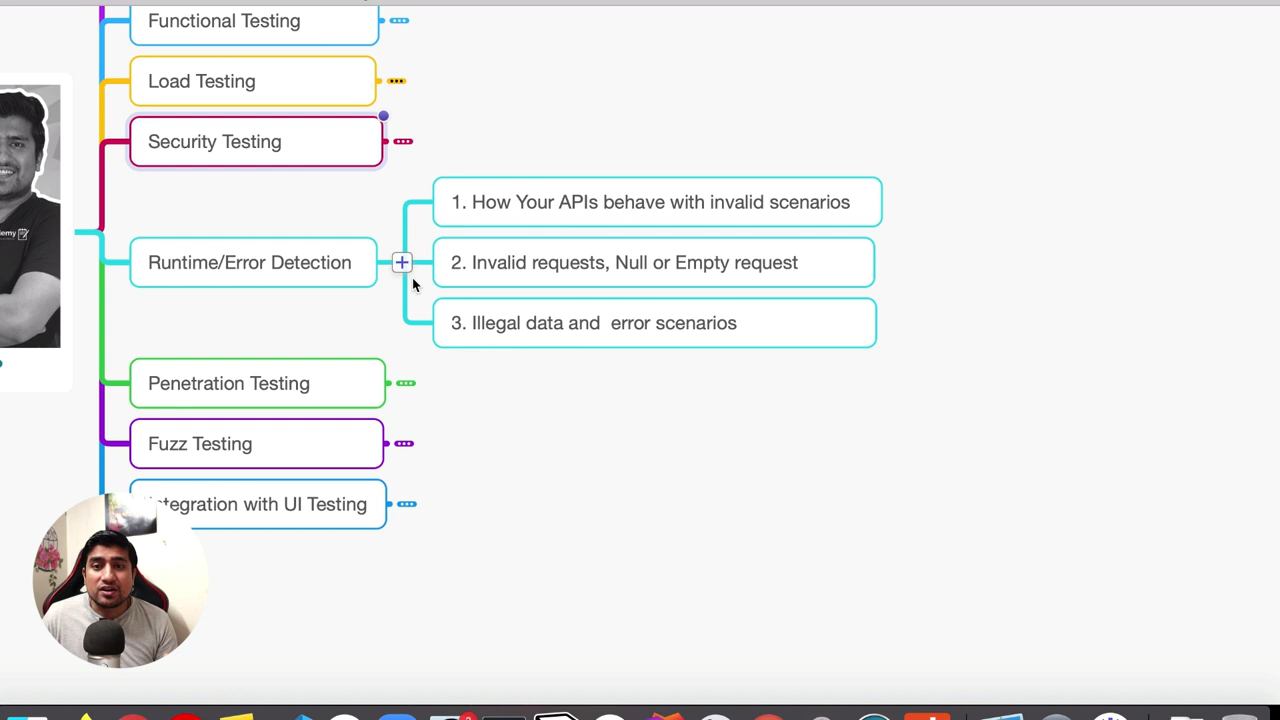 Functional Testing
Load Testing
Security Testing
1. How Your APIs behave with invalid scenarios
Runtime/Error Detection
2. Invalid requests, Null or Empty request
3. Illegal data and  error scenarios
Penetration Testing
Fuzz Testing
ntegration with UI Testing